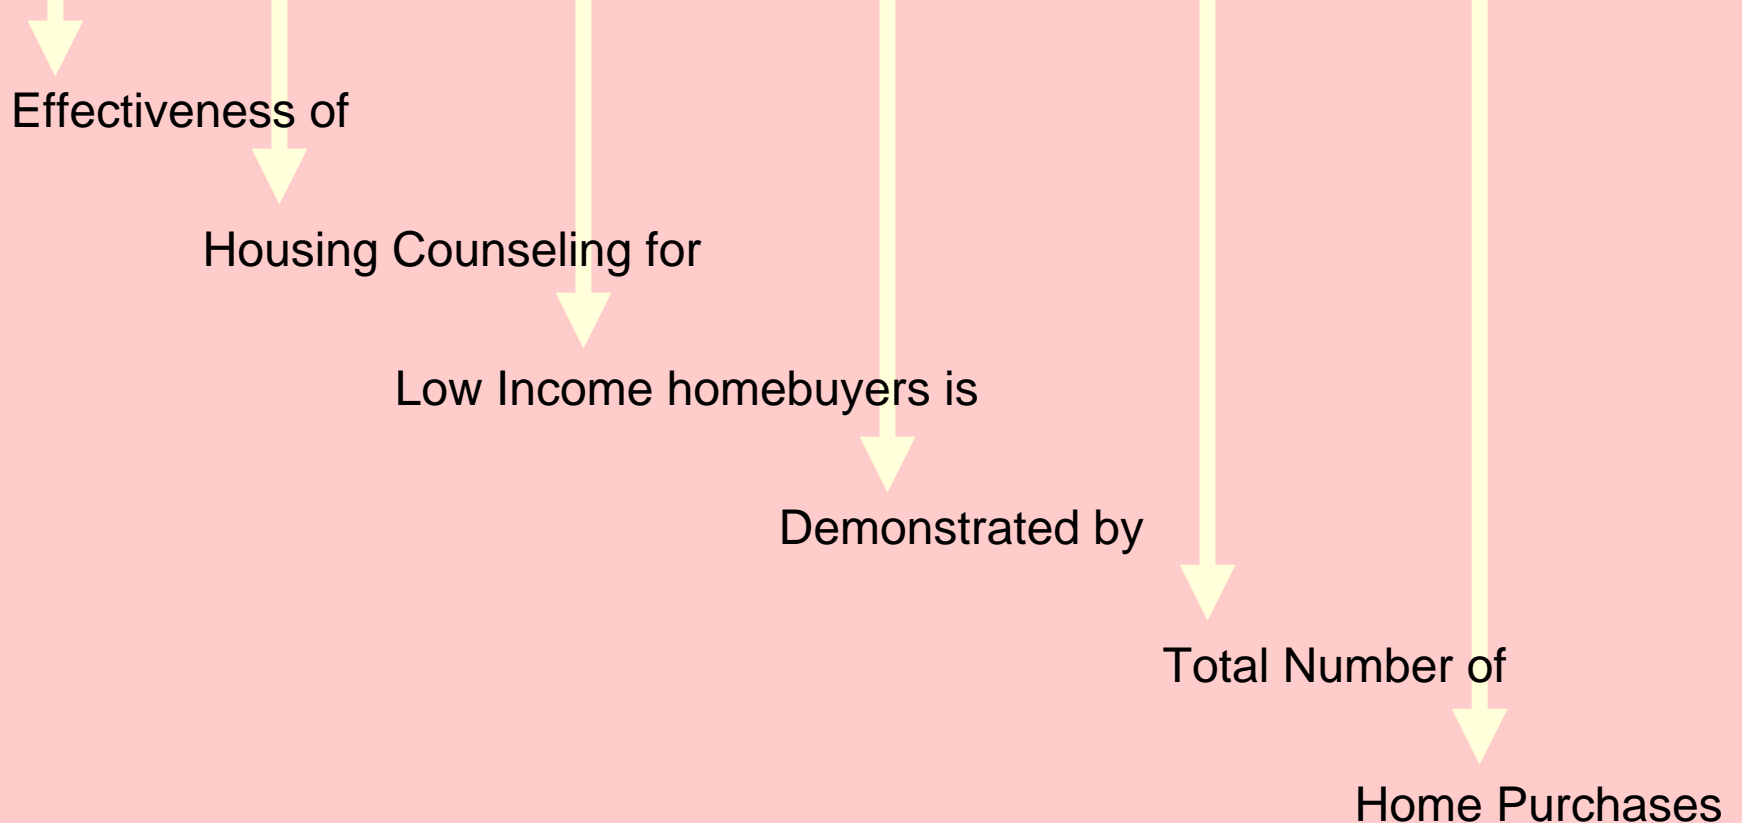 Effectiveness of
Housing Counseling for
Low Income homebuyers is
Demonstrated by
Total Number of
Home Purchases